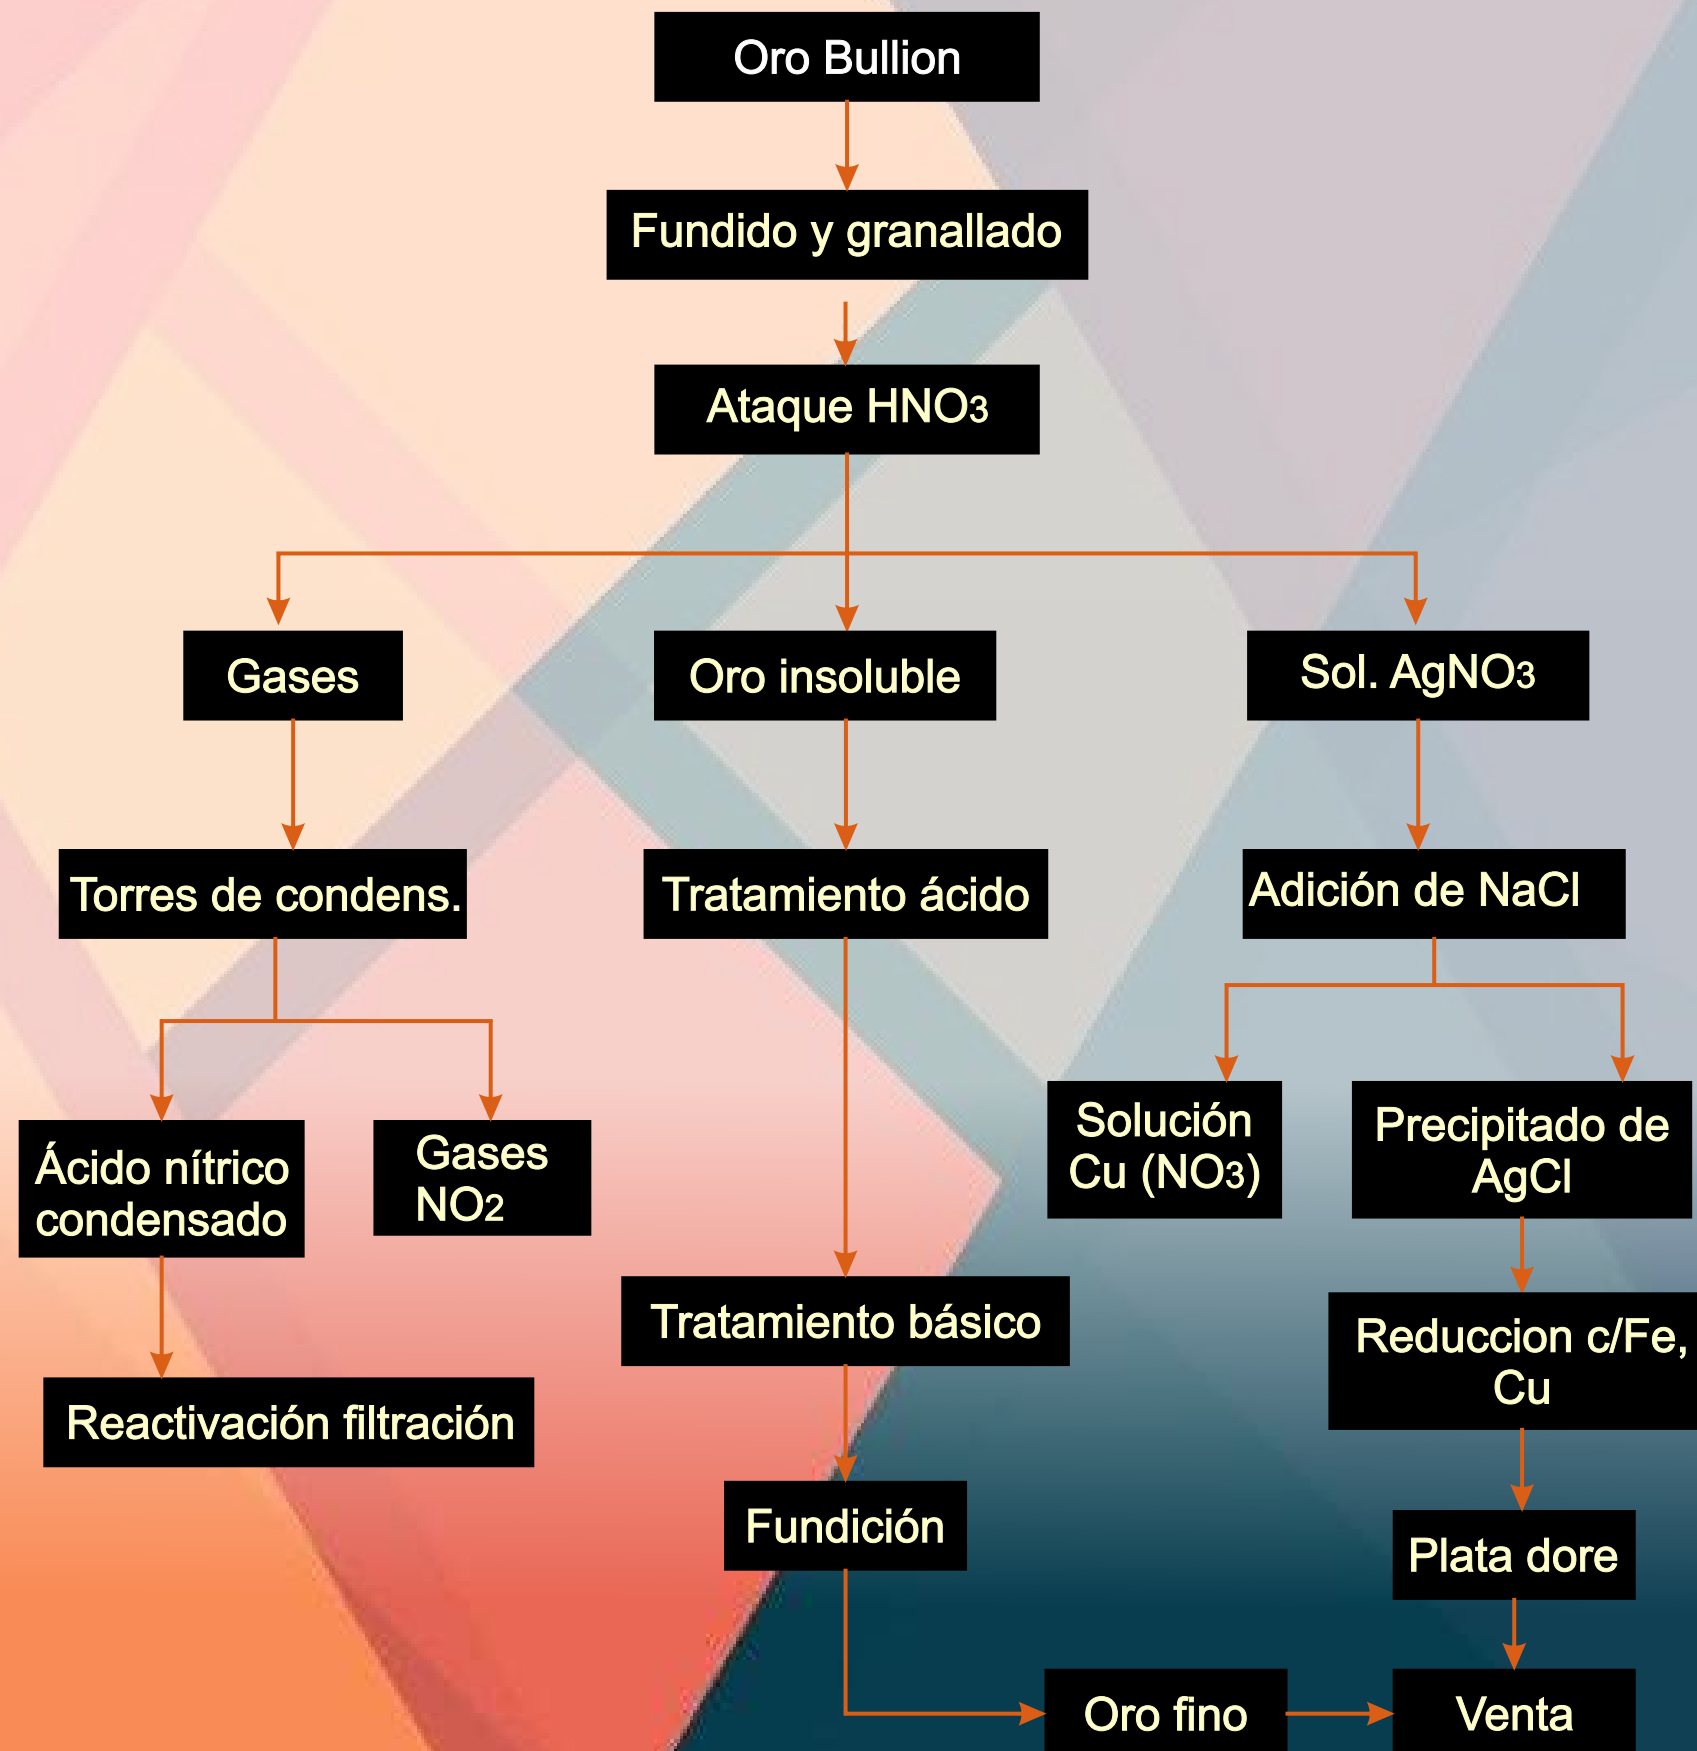 Oro Bullion
Fundido y granallado
Ataque HNO3
Gases
Oro insoluble
Sol. AgNO3
Torres de condens.
Tratamiento ácido
Adición de NaCl
Ácido nítrico
condensado
Gases
NO2
Solución
Cu (NO3)
Precipitado de
AgCl
Tratamiento básico
Reduccion c/Fe,
Cu
Reactivación filtración
Fundición
Plata dore
Oro fino
Venta